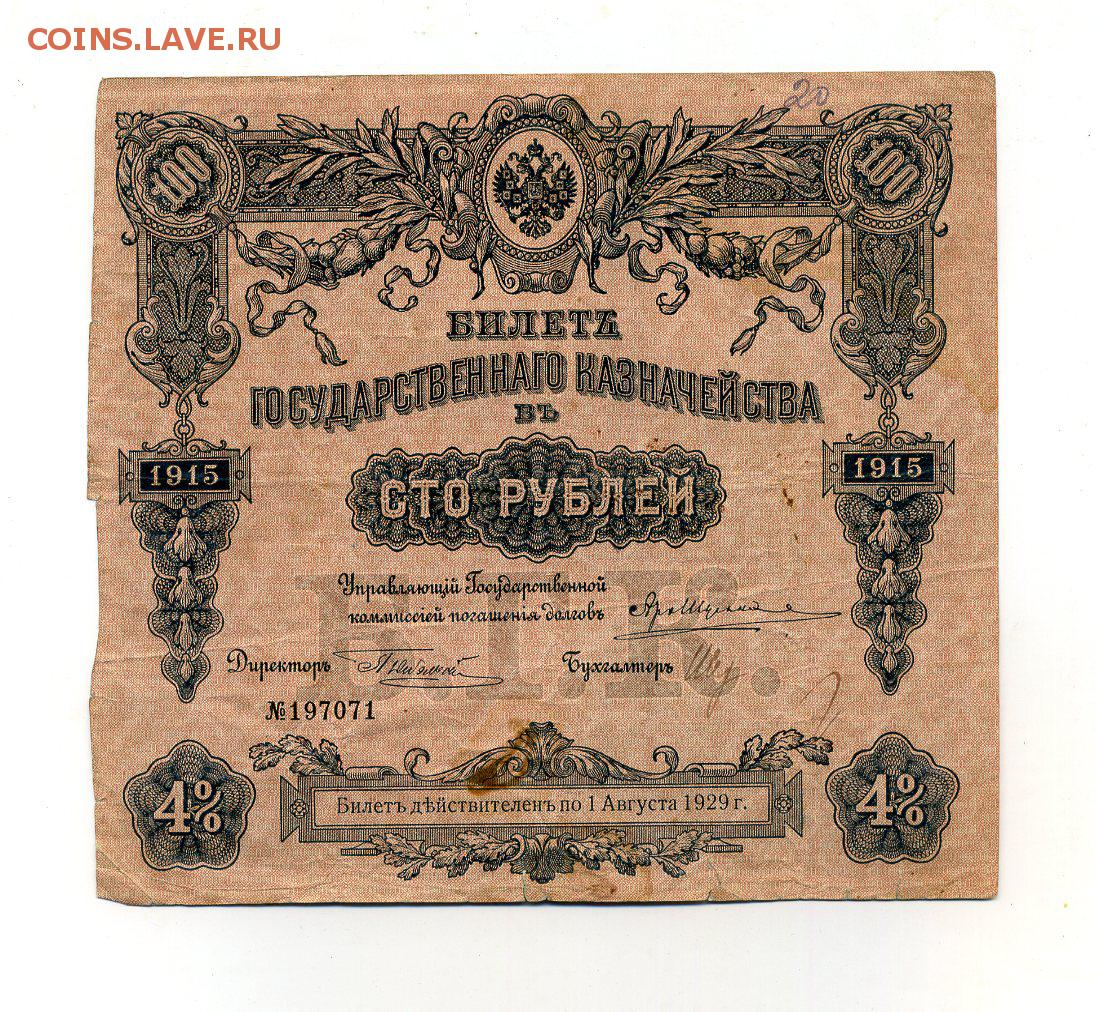 COINS.LAVE.RU
20
100 100
БИЛЕТЪ
ГОСУДАРСТВЕННАГО КАЗНАЧЕЙСТВА
ВЪ
1915 1915
СТО РУБЛЕЙ
Управляющій Государственной
коммиссіей погашенія долговъ
Директоръ Бухгалтеръ
№197071
4% 4%
Билетъ дѣйствителенъ по 1 Августа 1929 г.